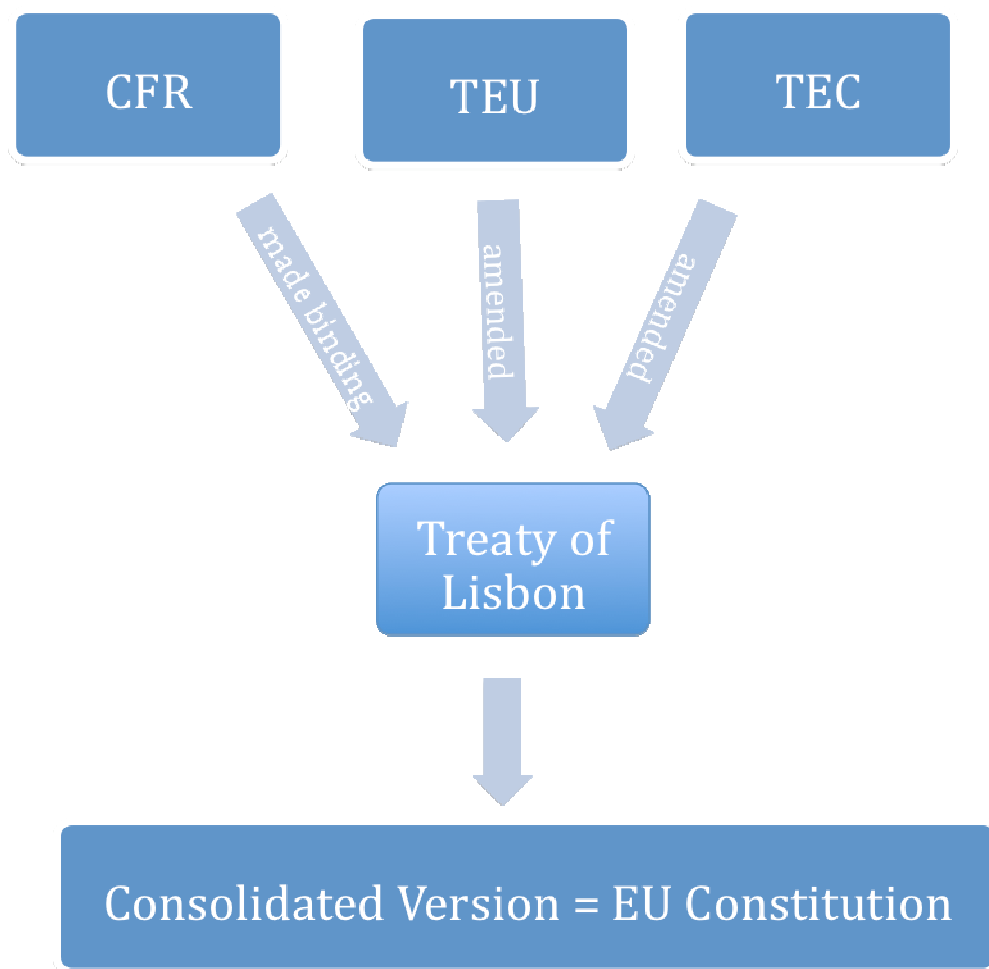 CFR
TEU
TEC
made binding
amended
amended
Treaty of
Lisbon
Consolidated Version = EU Constitution